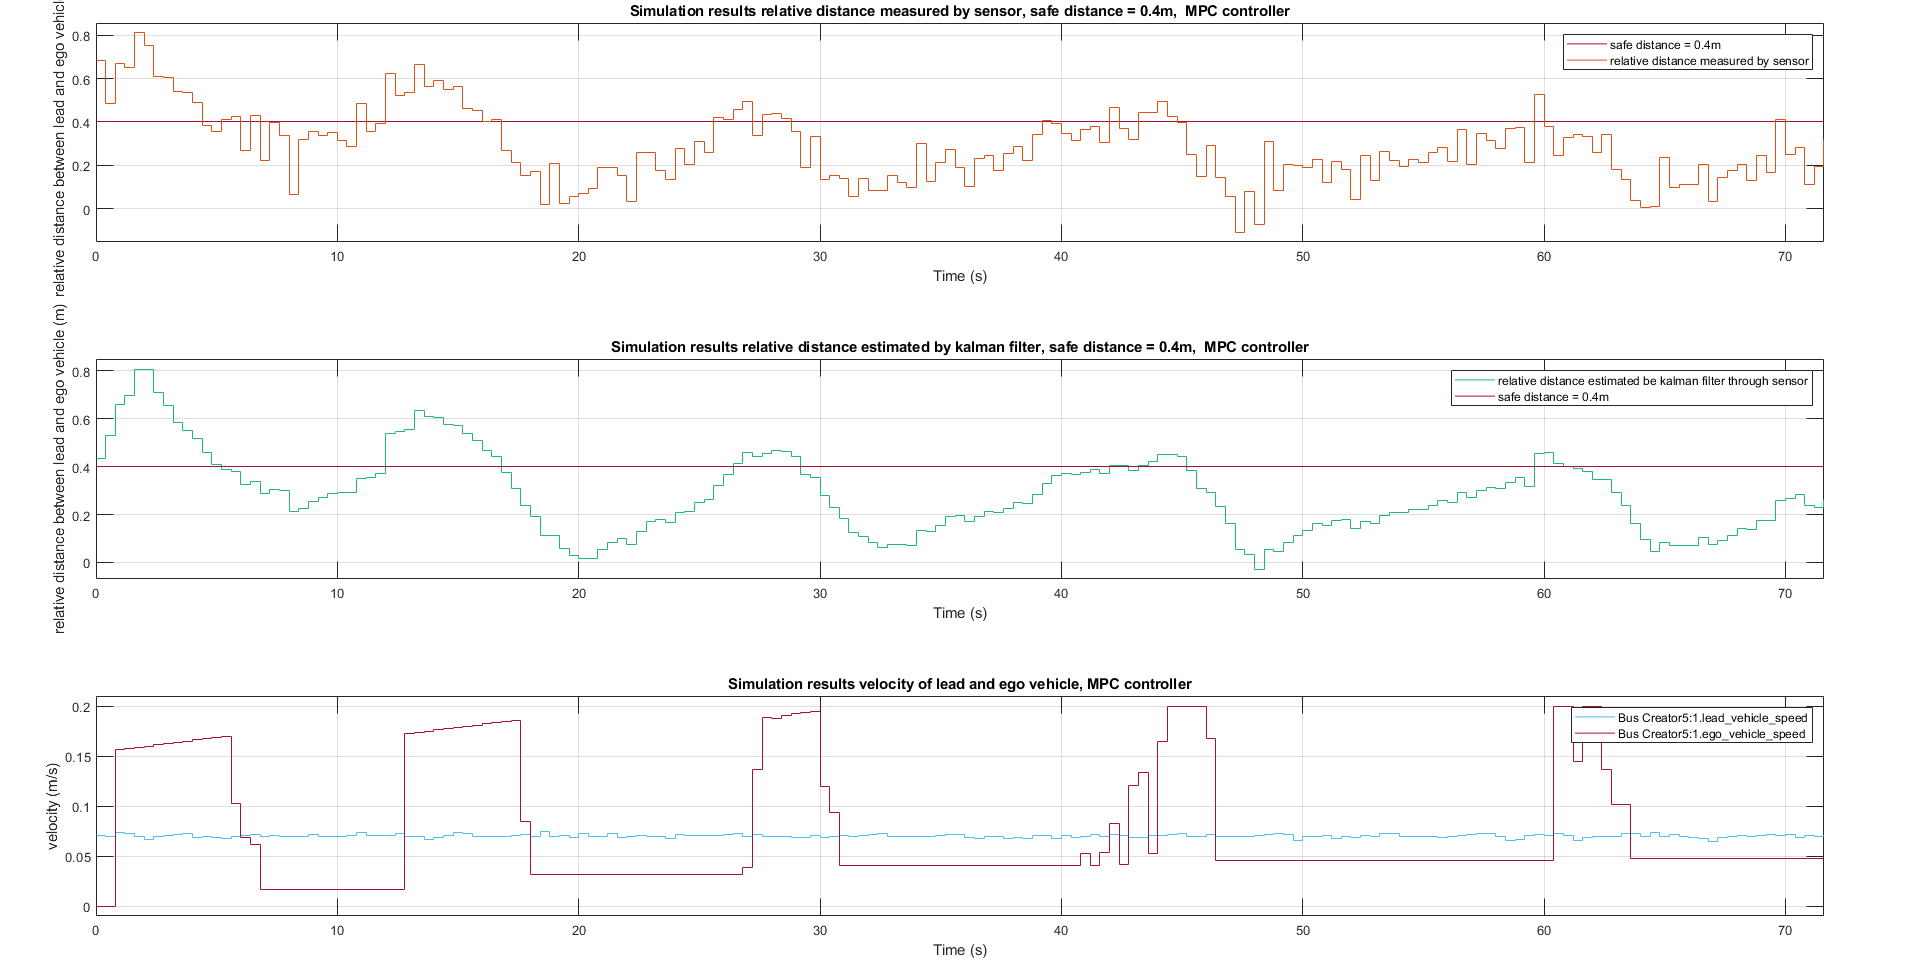 Simulation results relative distance measured by sensor, safe distance = 0.4m, MPC controller
relative distance between lead and ego vehicl
0.8
0.6
0.4
0.2
0
safe distance = 0.4m
relative distance measured by sensor
0 10 20 30 40 50 60 70
Time (s)
Simulation results relative distance estimated by kalman filter, safe distance = 0.4m, MPC controller
relative distance between lead and ego vehicle (m)
0.8
0.6
0.4
0.2
0
relative distance estimated be kalman filter through sensor
safe distance = 0.4m
0 10 20 30 40 50 60 70
Time (s)
Simulation results velocity of lead and ego vehicle, MPC controller
velocity (m/s)
0.2
0.15
0.1
0.05
0
Bus Creator5:1.lead_vehicle_speed
Bus Creator5:1.ego_vehicle_speed
0 10 20 30 40 50 60 70
Time (s)